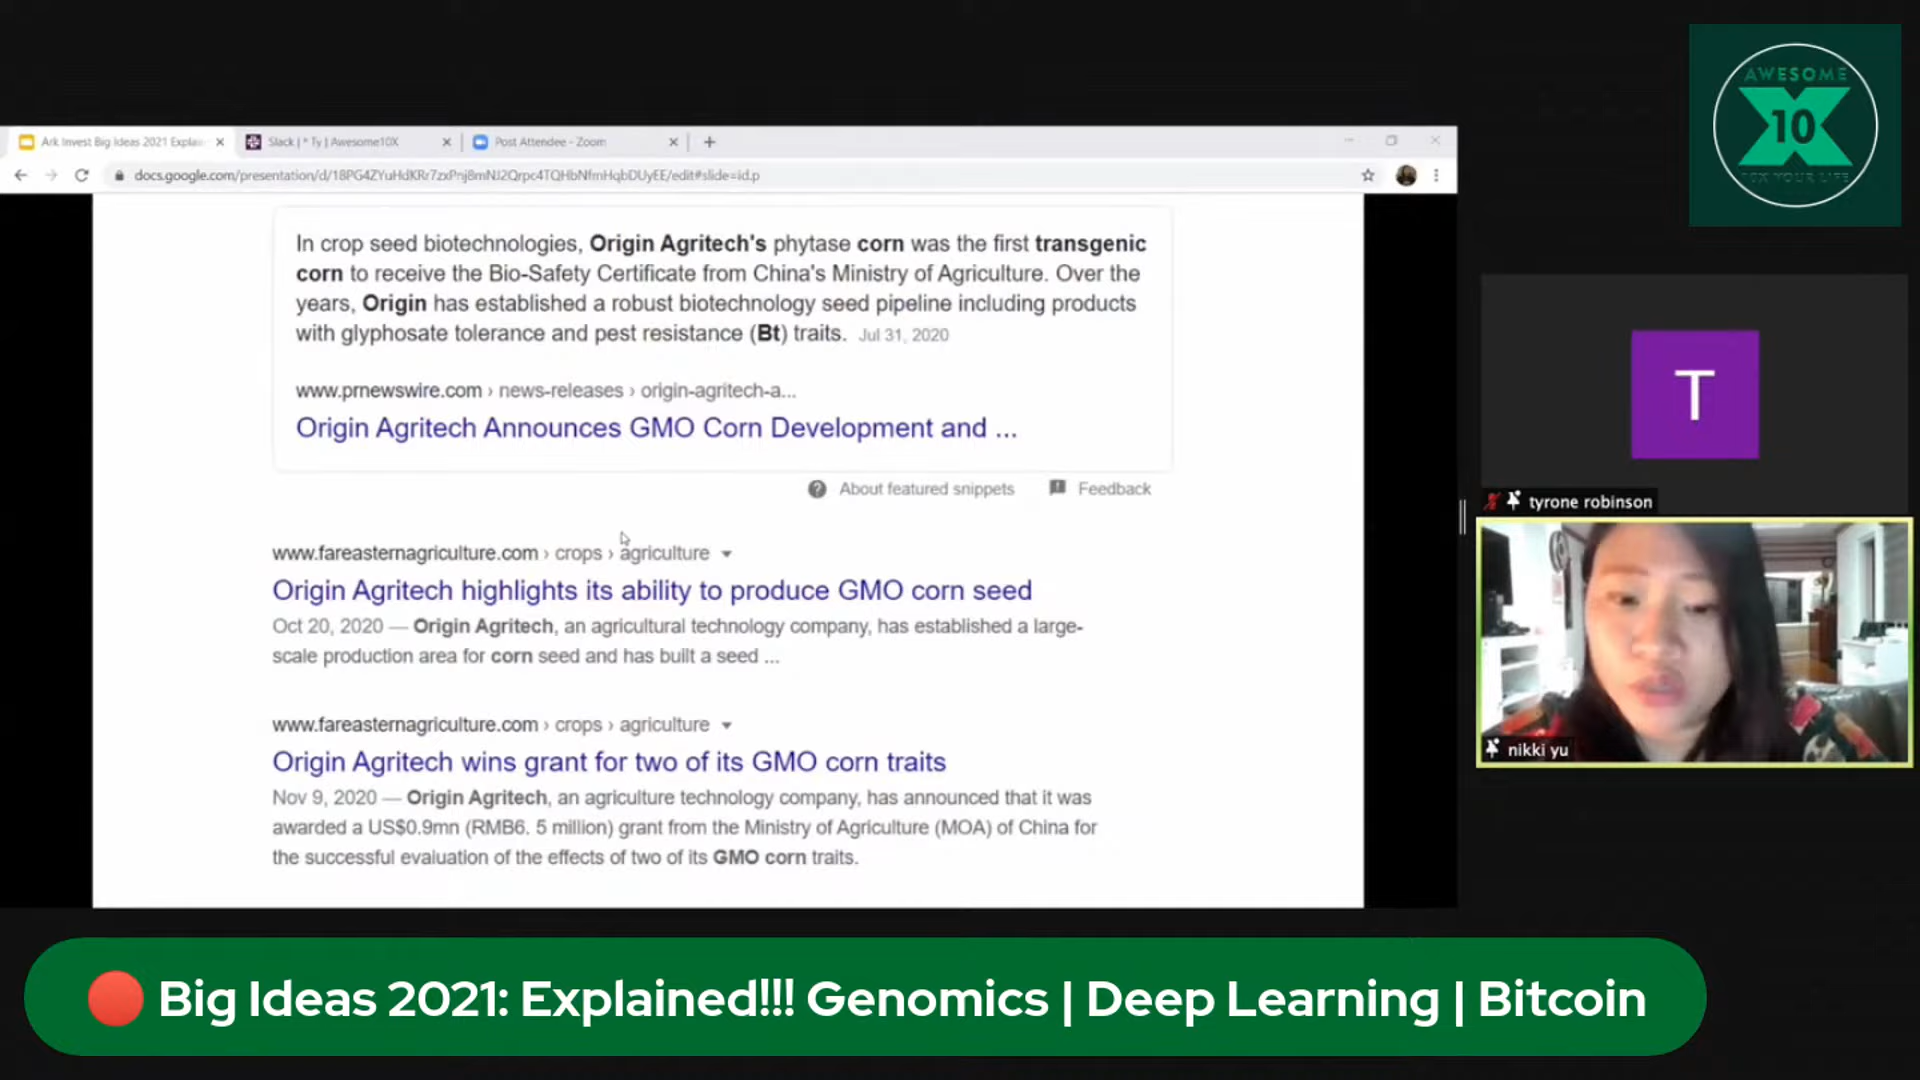 AWESOME
10
10X YOUR LIFE
Ark Invest Big Ideas 2021 Explai
Slack | * Ty | Awesome10X
Post Attendee - Zoom
docs.google.com/presentation/d/18PG4ZYuHdKRr7zxPnj8mNJ2Qrpc4TQHbNfmHqbDUyEE/edit#slide=id.p
In crop seed biotechnologies, Origin Agritech's phytase corn was the first transgenic
corn to receive the Bio-Safety Certificate from China's Ministry of Agriculture. Over the
years, Origin has established a robust biotechnology seed pipeline including products
with glyphosate tolerance and pest resistance (Bt) traits. Jul 31, 2020
www.prnewswire.com › news-releases › origin-agritech-a...
Origin Agritech Announces GMO Corn Development and ...
About featured snippets
Feedback
www.fareasternagriculture.com › crops › agriculture
Origin Agritech highlights its ability to produce GMO corn seed
Oct 20, 2020 — Origin Agritech, an agricultural technology company, has established a large-
scale production area for corn seed and has built a seed ...
www.fareasternagriculture.com › crops › agriculture
Origin Agritech wins grant for two of its GMO corn traits
Nov 9, 2020 — Origin Agritech, an agriculture technology company, has announced that it was
awarded a US$0.9mn (RMB6. 5 million) grant from the Ministry of Agriculture (MOA) of China for
the successful evaluation of the effects of two of its GMO corn traits.
T
tyrone robinson
nikki yu
Big Ideas 2021: Explained!!! Genomics | Deep Learning | Bitcoin